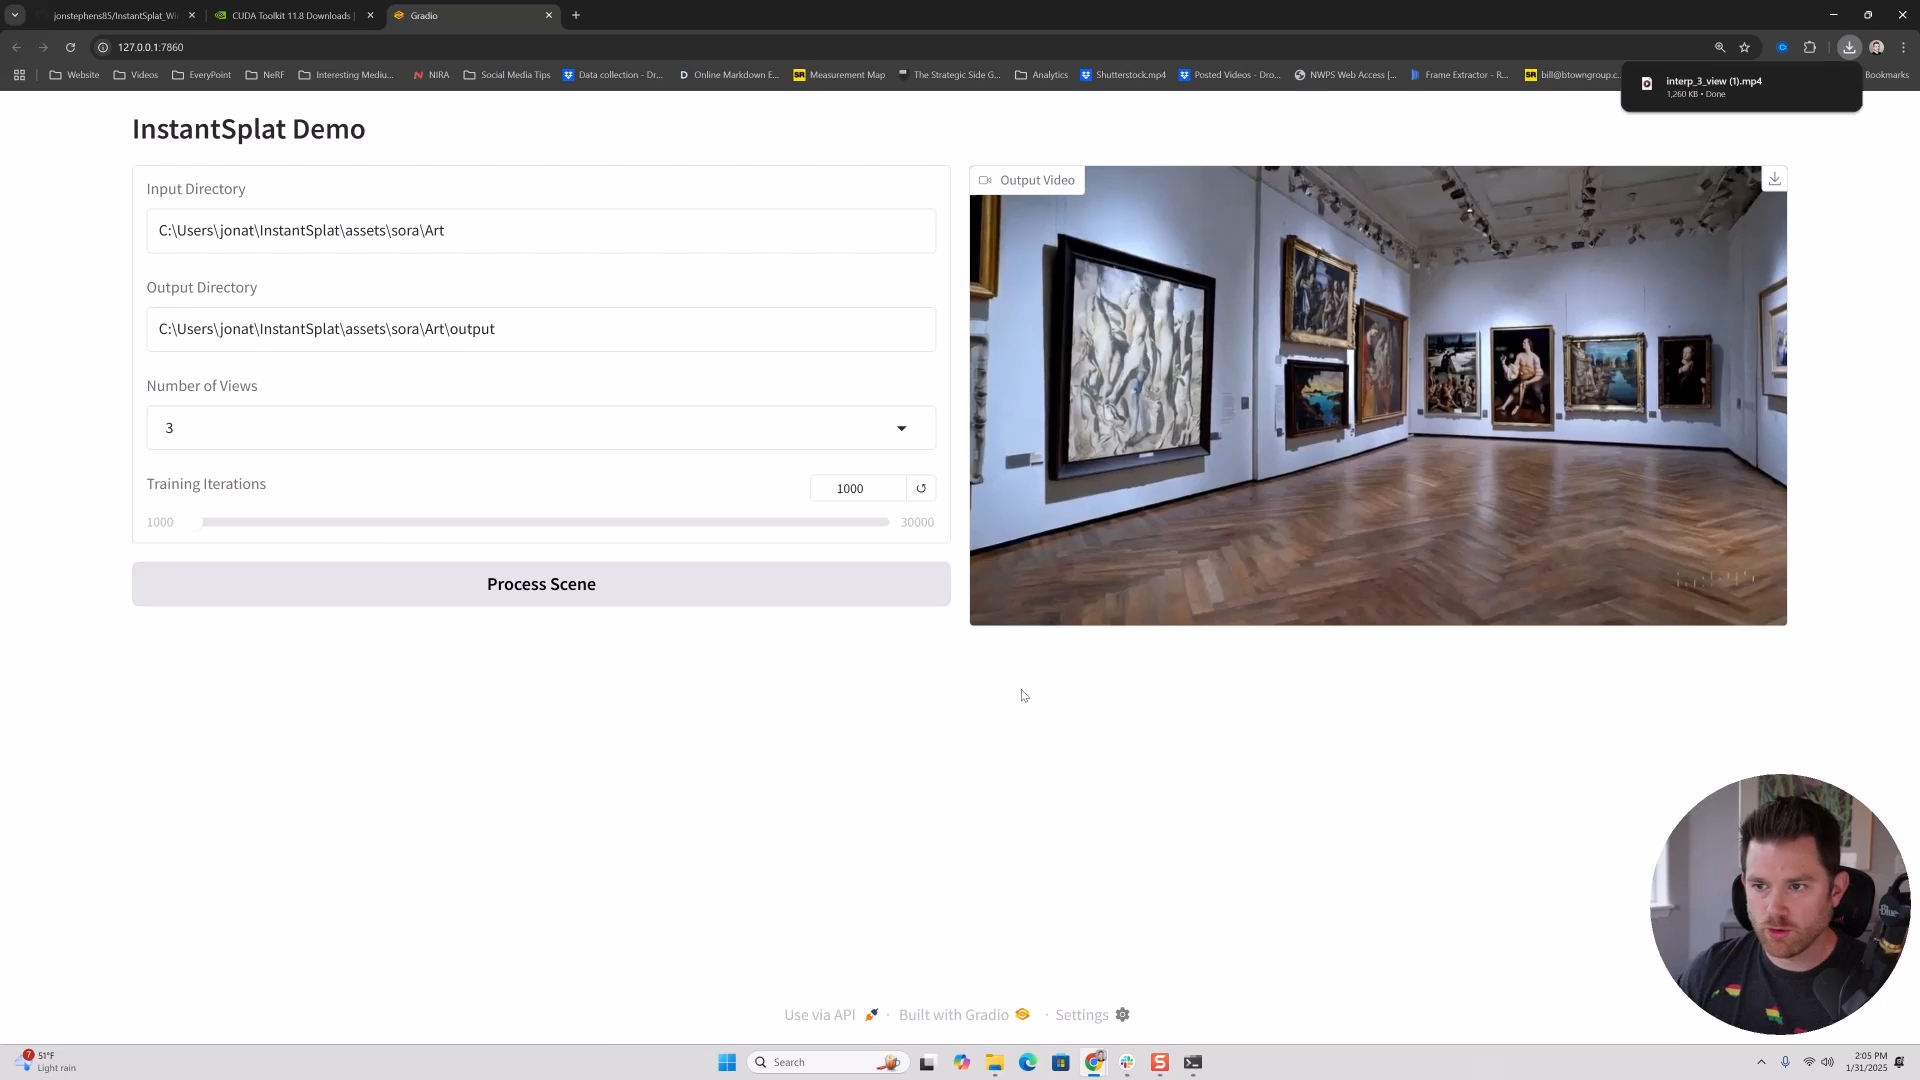 jonstephens85/InstantSplat_Wi
CUDA Toolkit 11.8 Downloads |
Gradio
127.0.0.1:7860
Website
Videos
EveryPoint
NeRF
Interesting Mediu...
NIRA
Social Media Tips
Data collection - Dr...
Online Markdown E...
Measurement Map
The Strategic Side G...
Analytics
Shutterstock.mp4
Posted Videos - Dro...
NWPS Web Access |...
Frame Extractor - R...
bill@btowngroup.c...
Bookmarks
interp_3_view (1).mp4
1,260 KB • Done
InstantSplat Demo
Input Directory
C:\Users\jonat\InstantSplat\assets\sora\Art
Output Directory
C:\Users\jonat\InstantSplat\assets\sora\Art\output
Number of Views
3
Training Iterations
1000
1000
30000
Process Scene
Output Video
Use via API
·
Built with Gradio
·
Settings
7
51°F
Light rain
Search
2:05 PM
1/31/2025